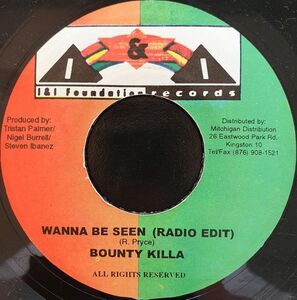 I & I
I & I Foundation records
Produced by:
Tristan Palmer/
Nigel Burrell/
Steven Ibanez
Distributed by:
Mitchigan Distribution
26 Eastwood Park Rd,
Kingston 10
Tel/Fax (876) 908-1521
WANNA BE SEEN (RADIO EDIT)
(R. Pryce)
BOUNTY KILLA
ALL RIGHTS RESERVED